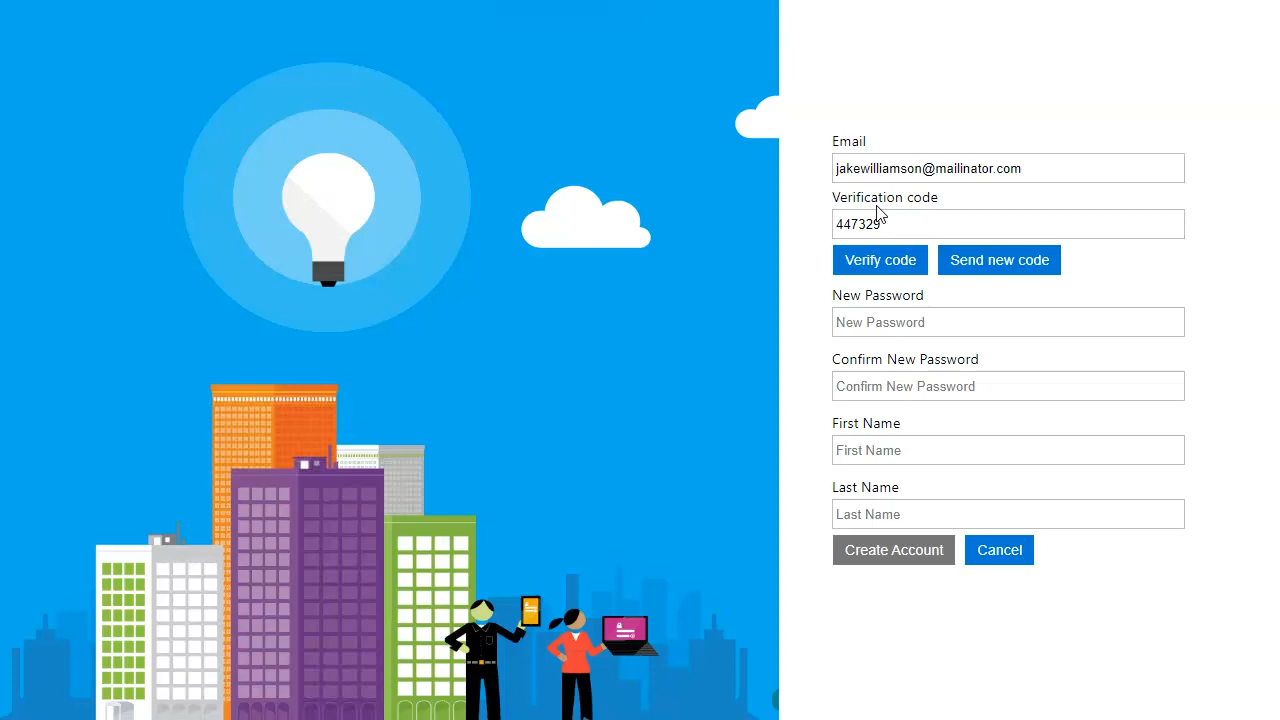 Email
jakewilliamson@mailinator.com
Verification code
447329
Verify code
Send new code
New Password
New Password
Confirm New Password
Confirm New Password
First Name
First Name
Last Name
Last Name
Create Account
Cancel